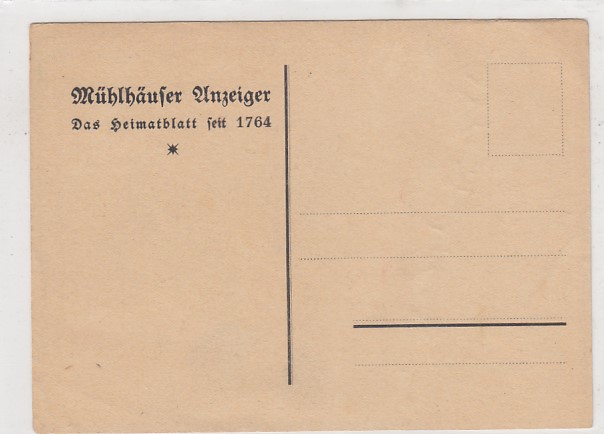 Mühlhäuser Anzeiger
Das Heimatblatt seit 1764